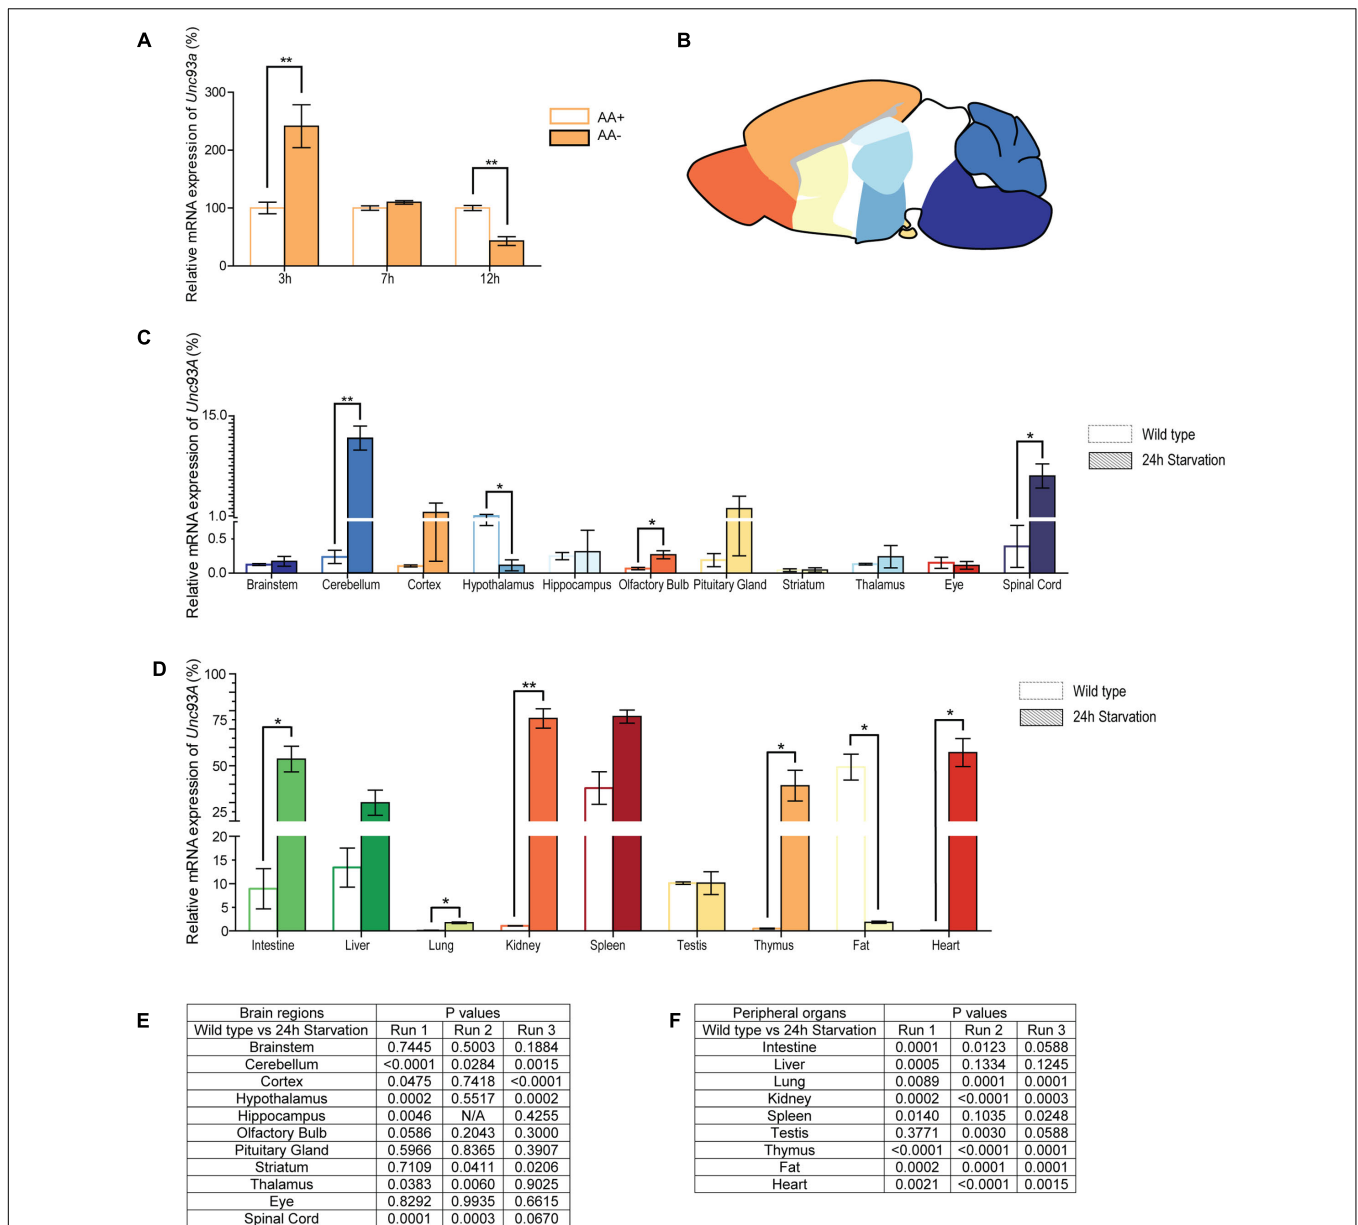 A
Relative mRNA expression of Unc93a (%)
300
200
100
0
**
**
3h
7h
12h
AA+
AA-
B
C
Relative mRNA expression of Unc93A (%)
15.0
1.0
0.5
0.0
**
*
*
*
Brainstem
Cerebellum
Cortex
Hypothalamus
Hippocampus
Olfactory Bulb
Pituitary Gland
Striatum
Thalamus
Eye
Spinal Cord
Wild type
24h Starvation
D
Relative mRNA expression of Unc93A (%)
100
75
50
25
20
15
10
5
0
*
*
**
*
*
*
Intestine
Liver
Lung
Kidney
Spleen
Testis
Thymus
Fat
Heart
Wild type
24h Starvation
E
Brain regions P values
Wild type vs 24h Starvation Run 1 Run 2 Run 3
Brainstem 0.7445 0.5003 0.1884
Cerebellum <0.0001 0.0284 0.0015
Cortex 0.0475 0.7418 <0.0001
Hypothalamus 0.0002 0.5517 0.0002
Hippocampus 0.0046 N/A 0.4255
Olfactory Bulb 0.0586 0.2043 0.3000
Pituitary Gland 0.5966 0.8365 0.3907
Striatum 0.7109 0.0411 0.0206
Thalamus 0.0383 0.0060 0.9025
Eye 0.8292 0.9935 0.6615
Spinal Cord 0.0001 0.0003 0.0670
F
Peripheral organs P values
Wild type vs 24h Starvation Run 1 Run 2 Run 3
Intestine 0.0001 0.0123 0.0588
Liver 0.0005 0.1334 0.1245
Lung 0.0089 0.0001 0.0001
Kidney 0.0002 <0.0001 0.0003
Spleen 0.0140 0.1035 0.0248
Testis 0.3771 0.0030 0.0588
Thymus <0.0001 <0.0001 0.0001
Fat 0.0002 0.0001 0.0001
Heart 0.0021 <0.0001 0.0015